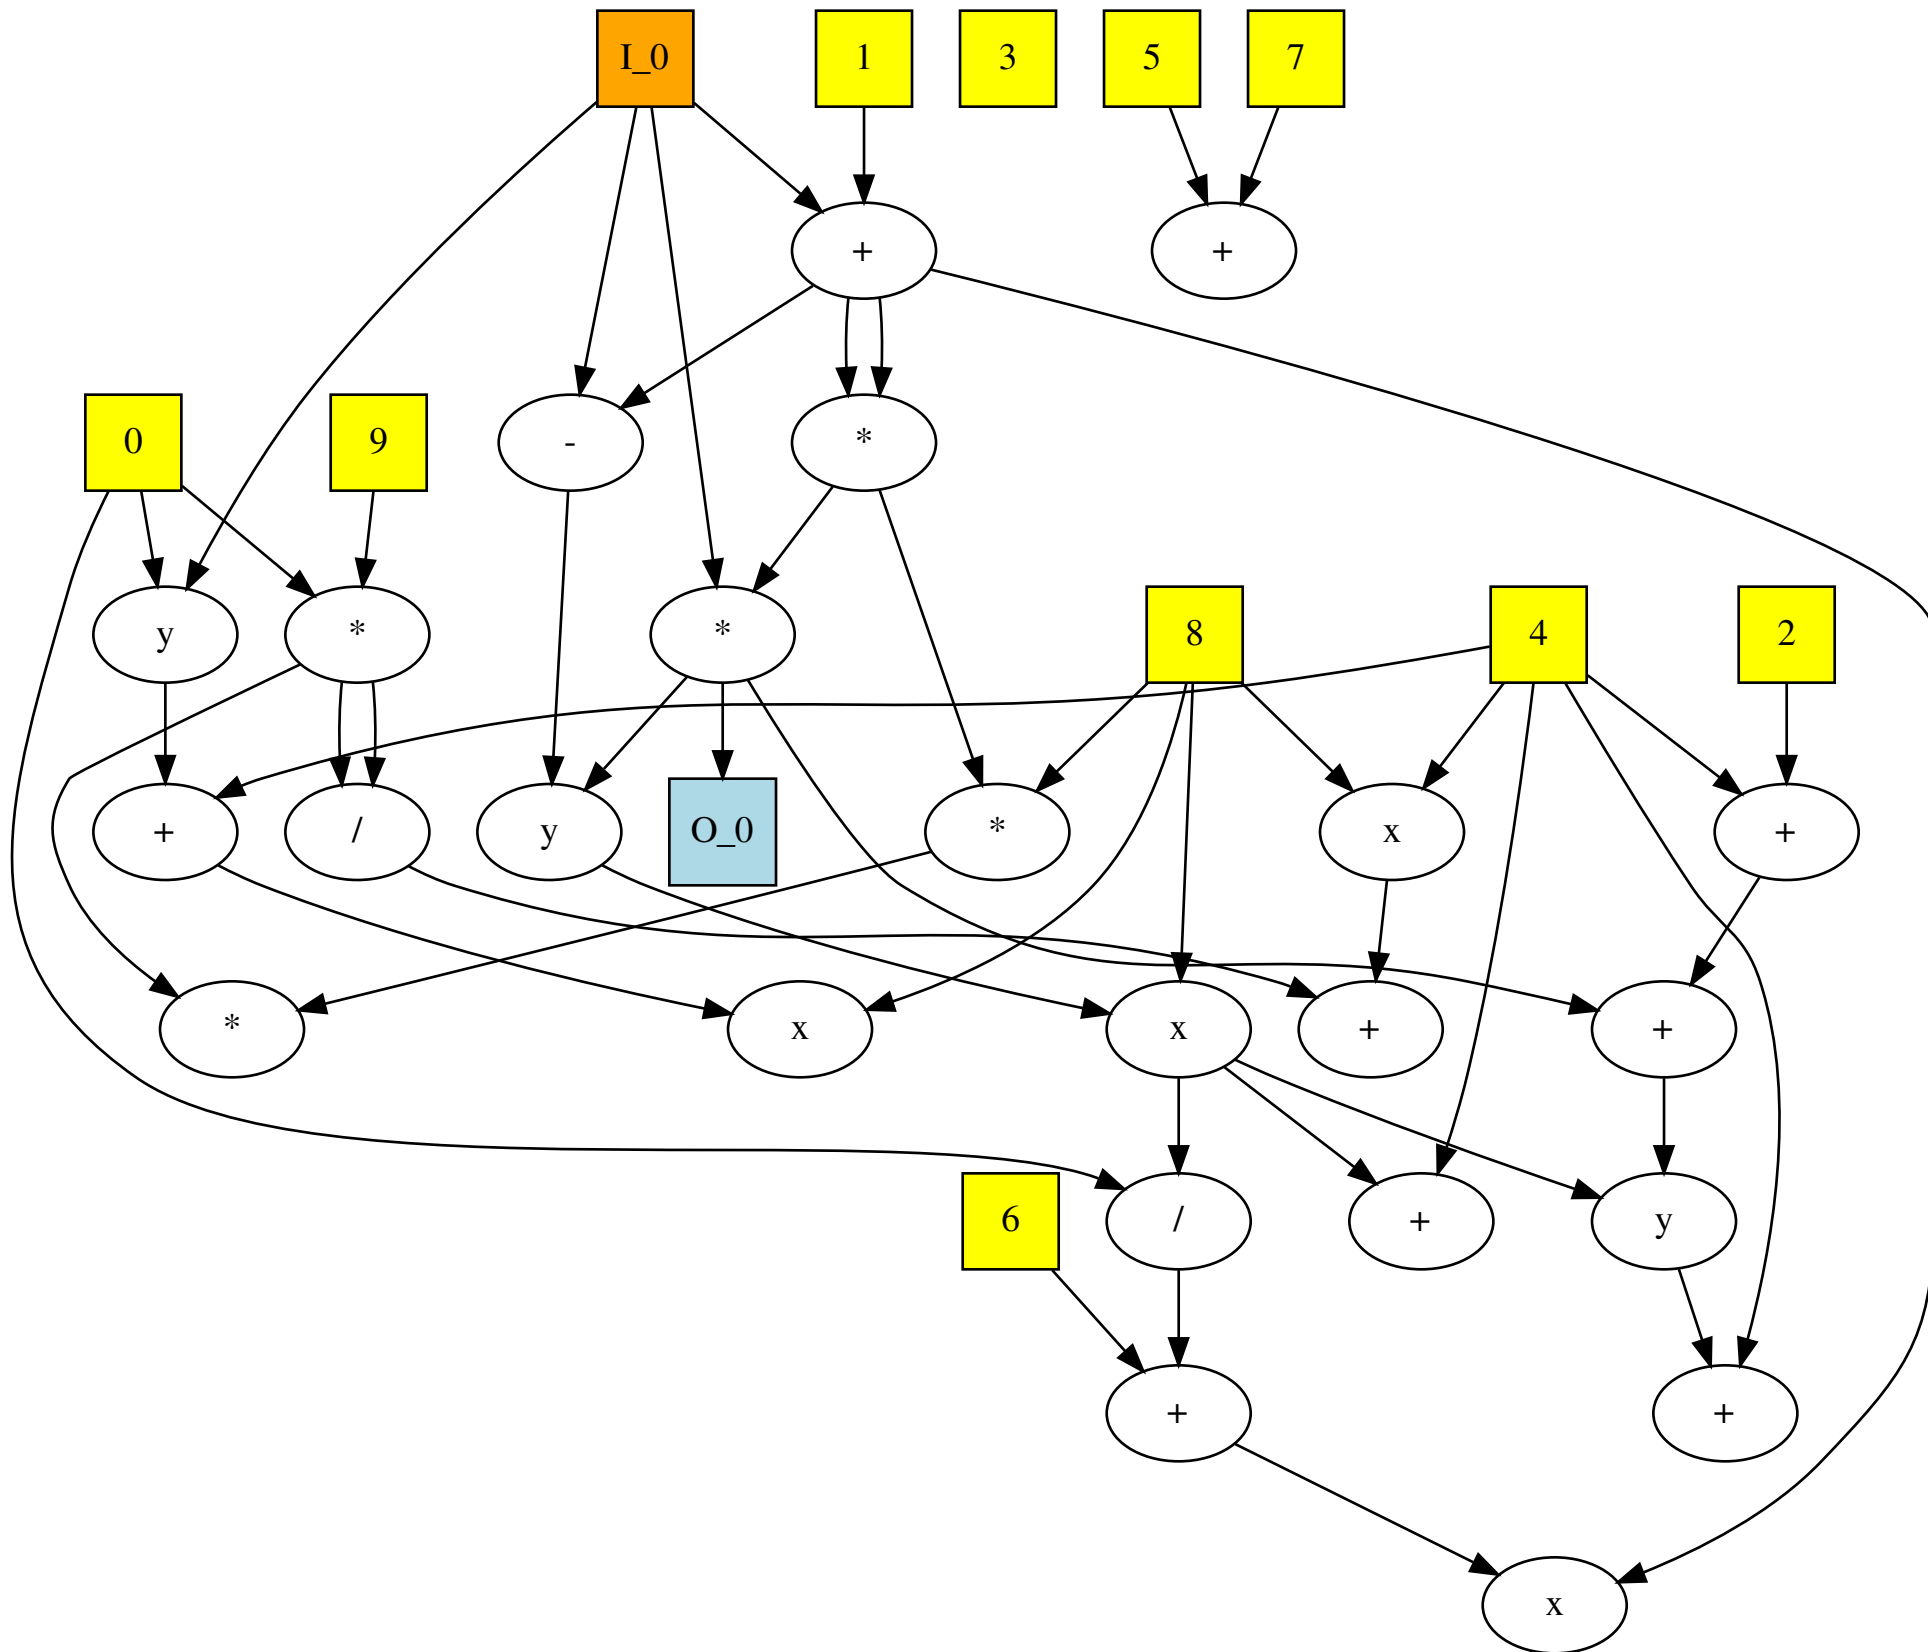 I_0 1 3 5 7
+ +
0 9 - *
y * * 8 4 2
+ / y O_0 * x +
* x x + +
6 / + y
+ +
x